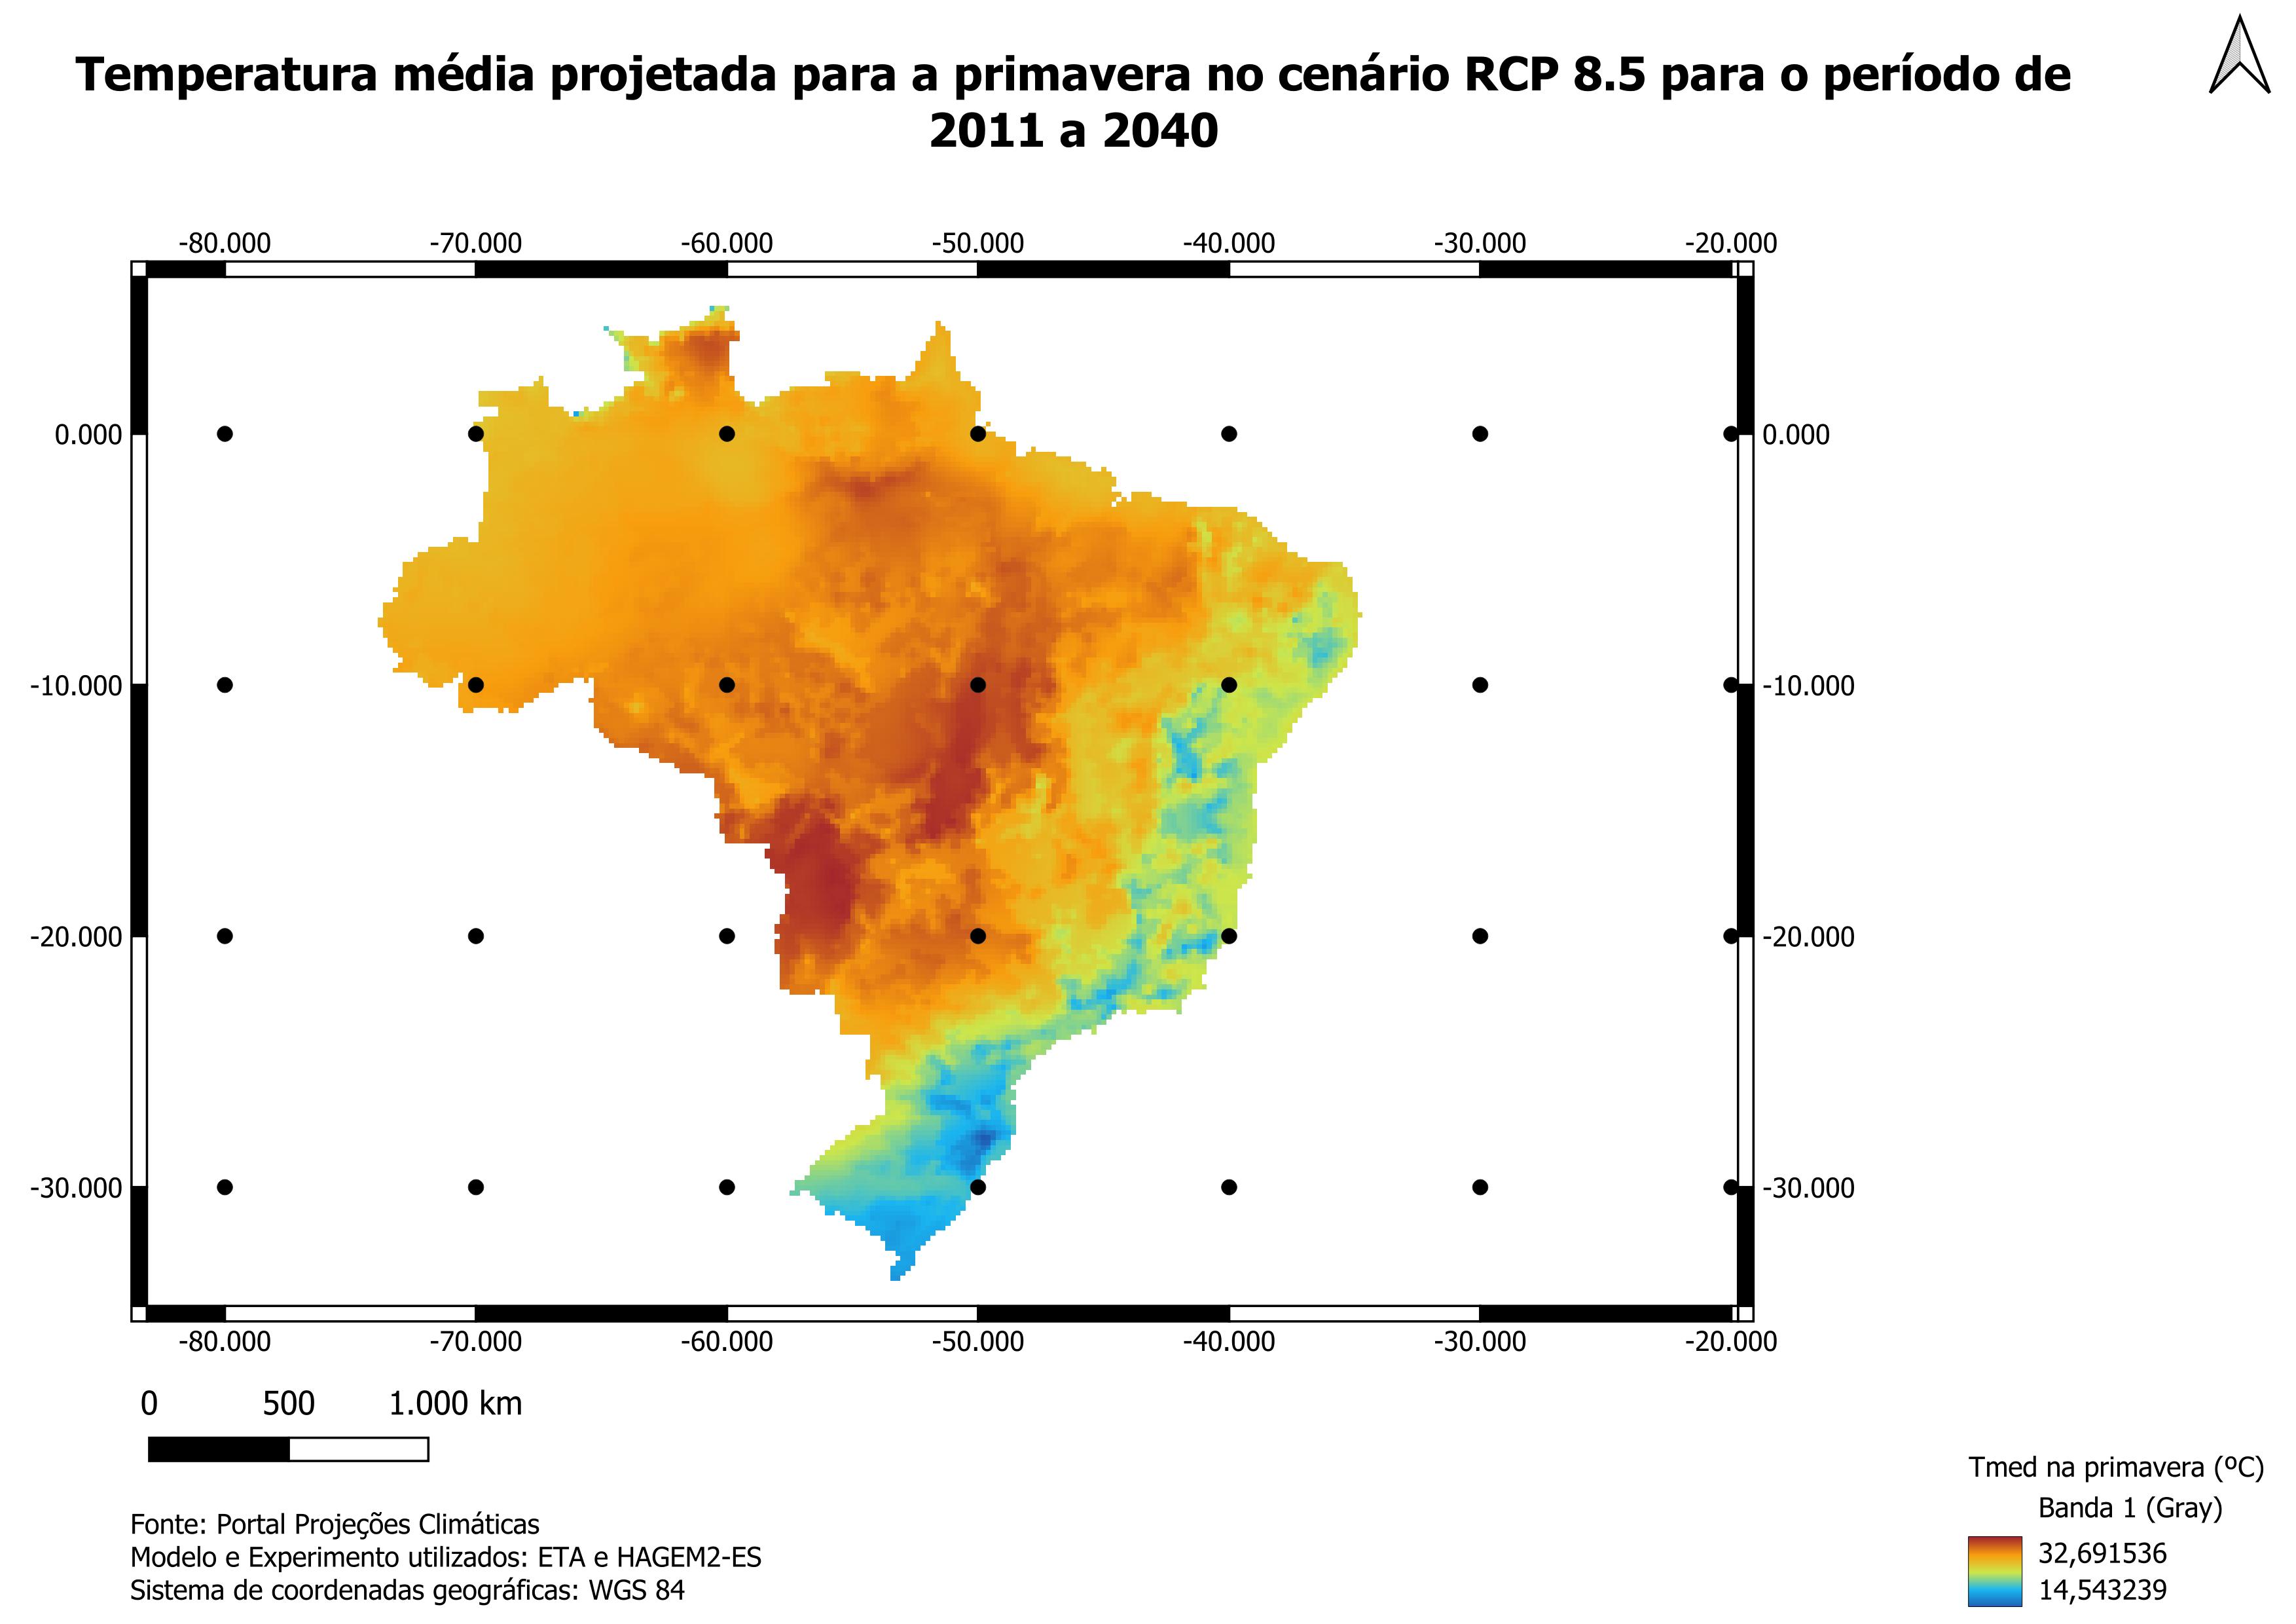 Temperatura média projetada para a primavera no cenário RCP 8.5 para o período de
2011 a 2040
-80.000 -70.000 -60.000 -50.000 -40.000 -30.000 -20.000
0.000 0.000
-10.000 -10.000
-20.000 -20.000
-30.000 -30.000
-80.000 -70.000 -60.000 -50.000 -40.000 -30.000 -20.000
0 500 1.000 km
Tmed na primavera (ºC)
Banda 1 (Gray)
32,691536
14,543239
Fonte: Portal Projeções Climáticas
Modelo e Experimento utilizados: ETA e HAGEM2-ES
Sistema de coordenadas geográficas: WGS 84